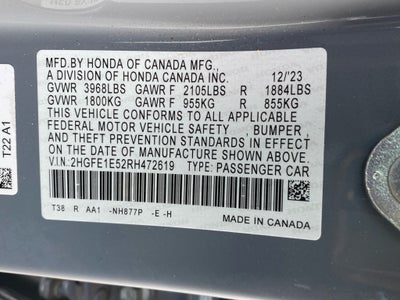 MFD.BY HONDA OF CANADA MFG.,
A DIVISION OF HONDA CANADA INC. 12/'23
GVWR 3968LBS GAWR F 2105LBS R 1884LBS
GVWR 1800KG GAWR F 955KG R 855KG
THIS VEHICLE CONFORMS TO ALL APPLICABLE
FEDERAL MOTOR VEHICLE SAFETY , BUMPER ,
AND THEFT PREVENTION STANDARDS IN EFFECT
ON THE DATE OF MANUFACTURE SHOWN ABOVE.
V.I.N:2HGFE1E52RH472619 TYPE: PASSENGER CAR
T38 R AA1 -NH877P -E -H
MADE IN CANADA
T22 A1